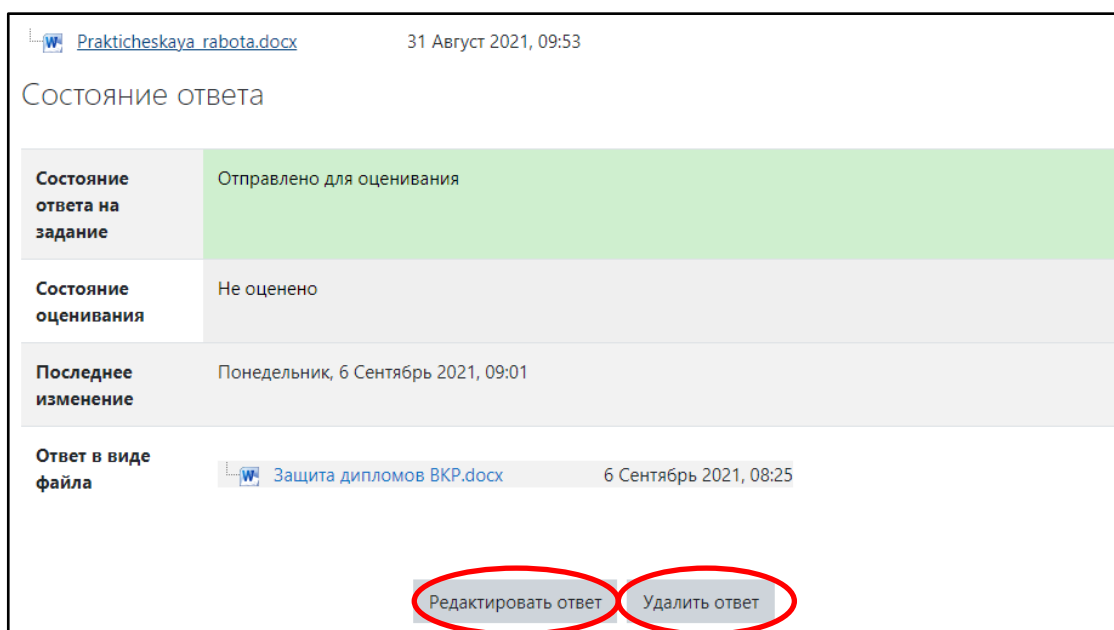 Prakticheskaya_rabota.docx 31 Август 2021, 09:53
Состояние ответа
Состояние
ответа на
задание
Отправлено для оценивания
Состояние
оценивания
Не оценено
Последнее
изменение
Понедельник, 6 Сентябрь 2021, 09:01
Ответ в виде
файла
Защита дипломов ВКР.docx 6 Сентябрь 2021, 08:25
Редактировать ответ Удалить ответ